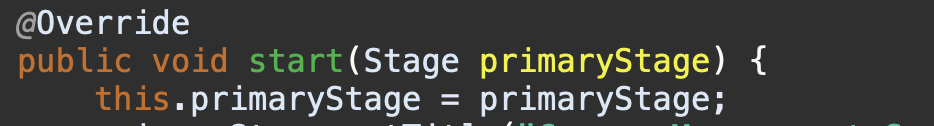 @Override
public void start(Stage primaryStage) {
this.primaryStage = primaryStage;